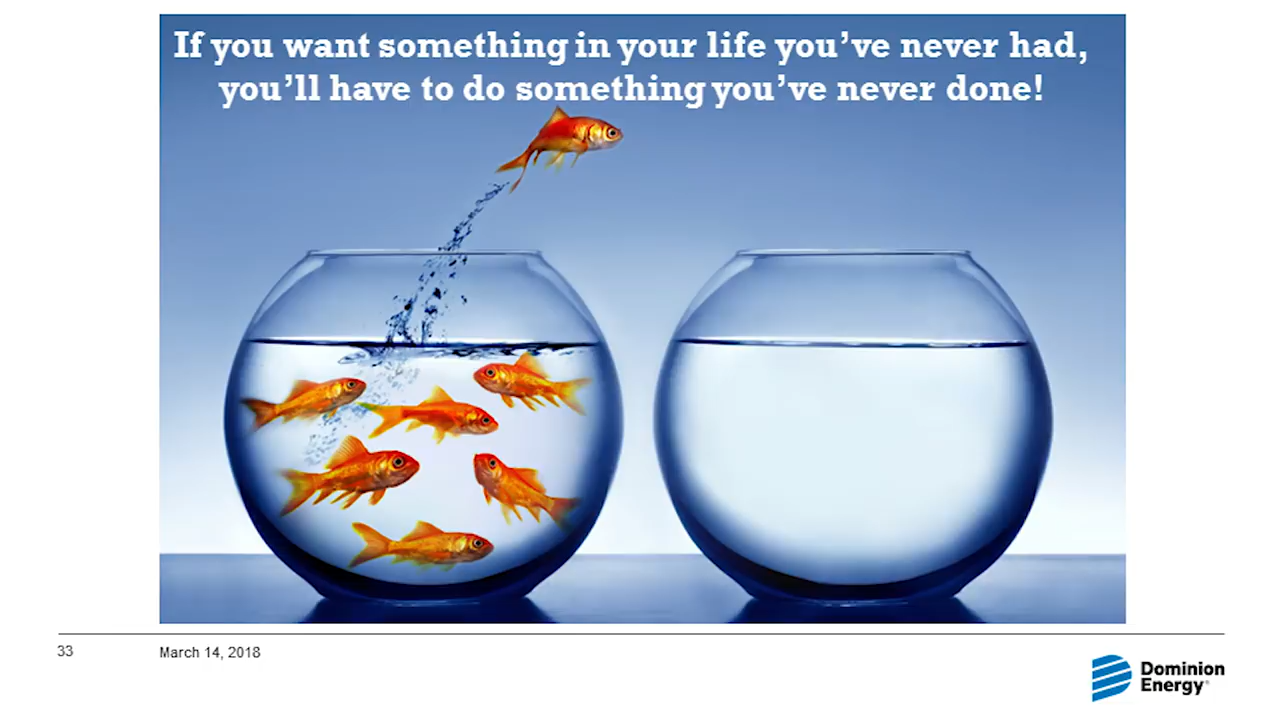 If you want something in your life you’ve never had,
you’ll have to do something you’ve never done!
33
March 14, 2018
Dominion
Energy®